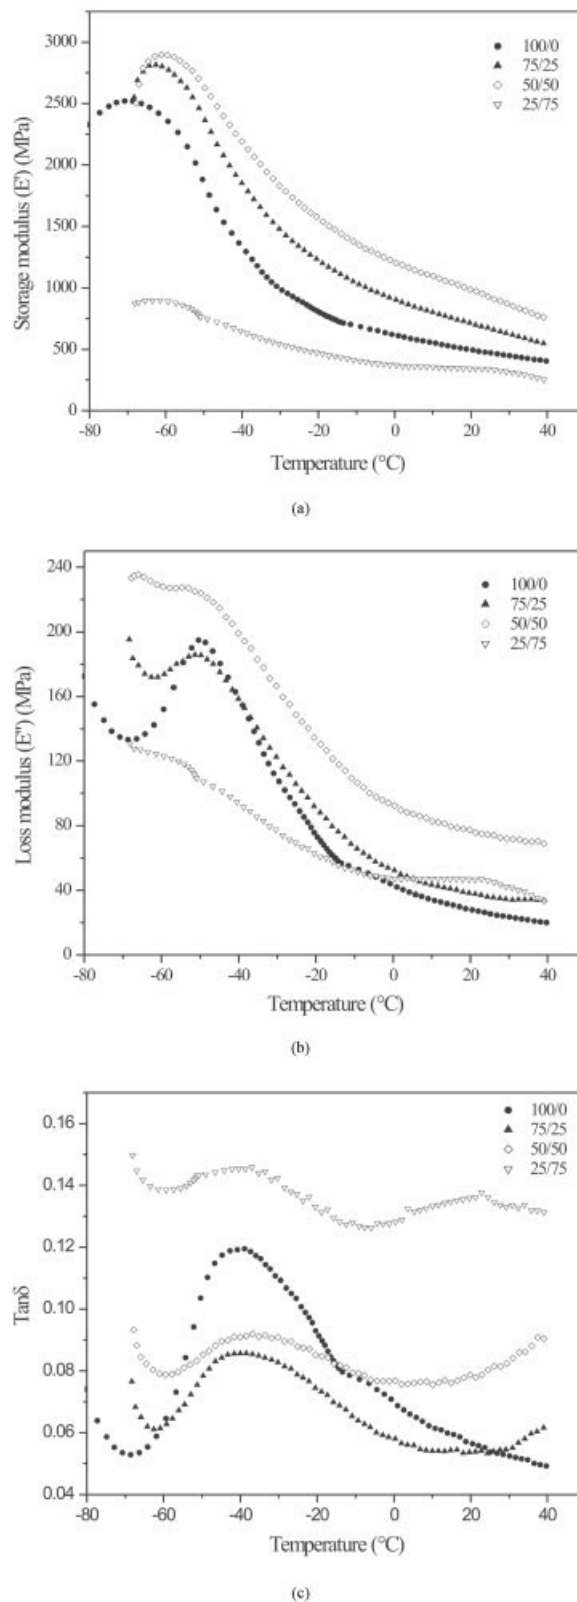 3000
2500
2000
1500
1000
500
0
Storage modulus (E') (MPa)
100/0
75/25
50/50
25/75
-80 -60 -40 -20 0 20 40
Temperature (°C)
(a)
240
200
160
120
80
40
0
Loss modulus (E'') (MPa)
100/0
75/25
50/50
25/75
-80 -60 -40 -20 0 20 40
Temperature (°C)
(b)
0.16
0.14
0.12
0.10
0.08
0.06
0.04
Tanδ
100/0
75/25
50/50
25/75
-80 -60 -40 -20 0 20 40
Temperature (°C)
(c)